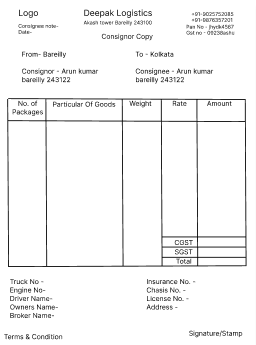 Logo
Deepak Logistics
Akash tower Bareilly 243100
+91-9025752085
+91-9876357201
Pan No - jhydk4567
Gst no - 09238ashu
Consignee note-
Date-
Consignor Copy
From- Bareilly
To - Kolkata
Consignor - Arun kumar
bareilly 243122
Consignee - Arun kumar
bareilly 243122
No. of
Packages
Particular Of Goods
Weight
Rate
Amount
CGST
SGST
Total
Truck No -
Engine No-
Driver Name-
Owners Name-
Broker Name-
Insurance No. -
Chasis No. -
License No. -
Address -
Terms & Condition
Signature/Stamp